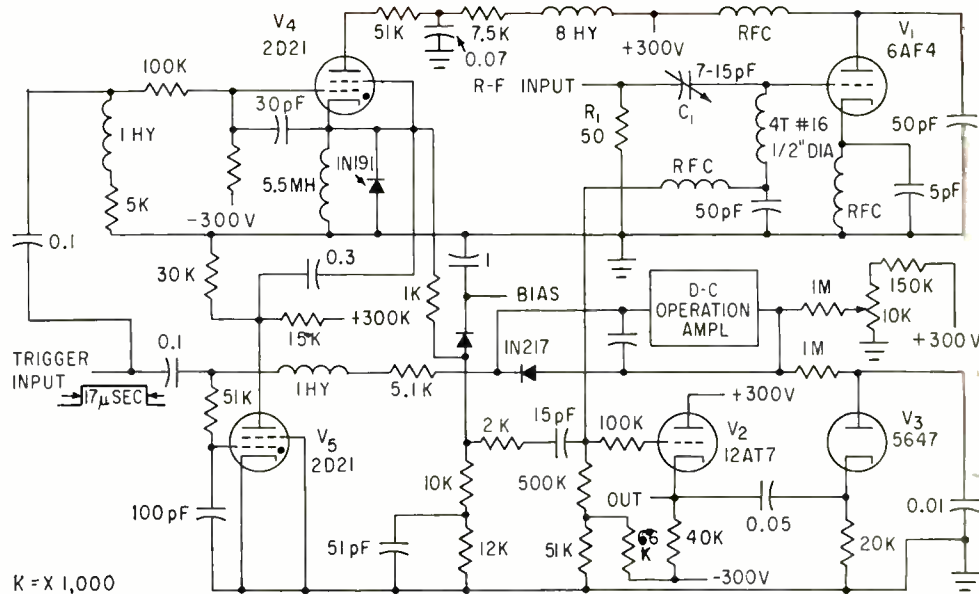 V4
2D21
51K
7.5K
0.07
8 HY
+300V
RFC
V1
6AF4
100K
30pF
R-F INPUT
7-15pF
C1
R1
50
4T #16
1/2" DIA
50pF
1 HY
5K
-300V
5.5MH
1N191
RFC
50pF
RFC
5pF
0.1
30K
0.3
1K
1
BIAS
D-C
OPERATION
AMPL
1M
150K
10K
+300V
15K
+300K
TRIGGER
INPUT
17μSEC
0.1
51K
1HY
5.1K
1N217
1M
V5
2D21
2K
15pF
100K
+300V
V2
12AT7
V3
5647
100pF
10K
500K
OUT
0.05
0.01
51pF
12K
51K
K
40K
20K
-300V
K = X 1,000